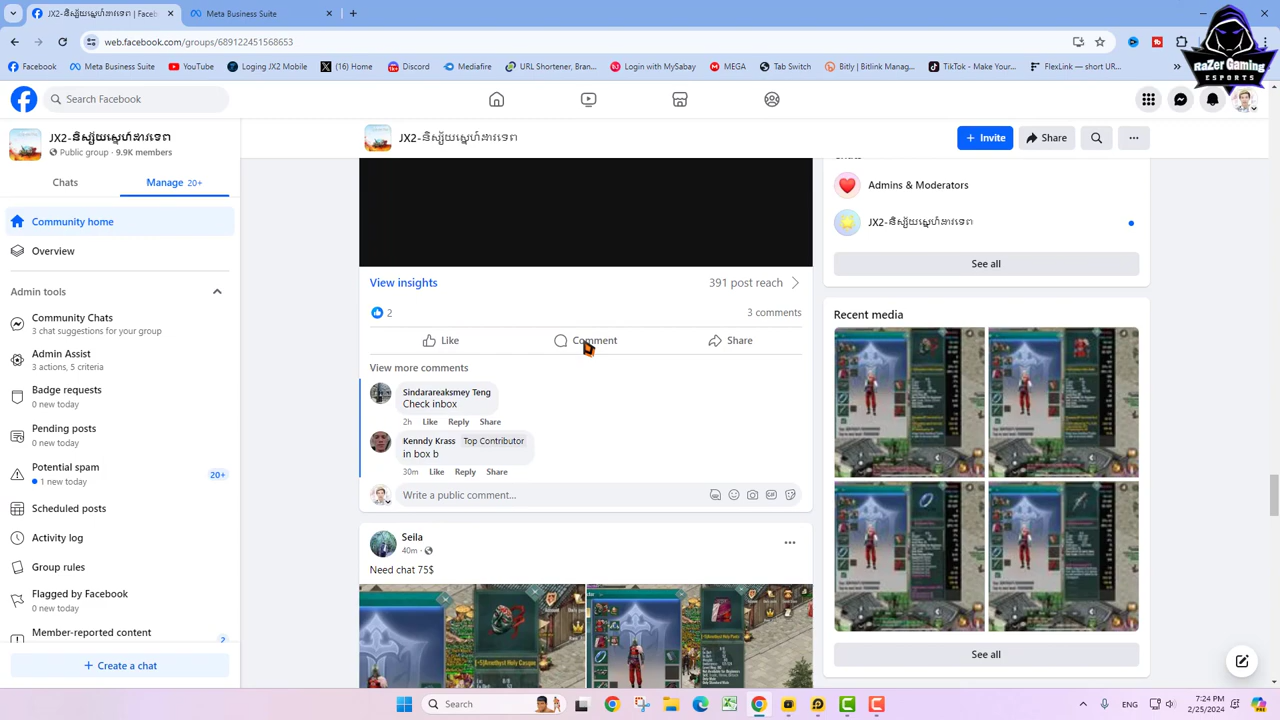 JX2-និស្ស័យស្នេហ៍ដាវទេព | Faceb
Meta Business Suite
web.facebook.com/groups/689122451568653
Facebook
Meta Business Suite
YouTube
Loging JX2 Mobile
(16) Home
Discord
Mediafire
URL Shortener, Bran...
Login with MySabay
MEGA
Tab Switch
Bitly | Bitlink Manag...
TikTok - Make Your...
FlexLink — short UR...
RaZer Gaming
ESPORTS
Search Facebook
JX2-និស្ស័យស្នេហ៍ដាវទេព
Public group · 9.9K members
Chats
Manage 20+
Community home
Overview
Admin tools
Community Chats
3 chat suggestions for your group
Admin Assist
3 actions, 5 criteria
Badge requests
0 new today
Pending posts
0 new today
Potential spam
1 new today
20+
Scheduled posts
Activity log
Group rules
Flagged by Facebook
0 new today
Member-reported content
2
+ Create a chat
JX2-និស្ស័យស្នេហ៍ដាវទេព
+ Invite
Share
View insights
391 post reach
2
3 comments
Like
Comment
Share
View more comments
Sindarareaksmey Teng
Check inbox
2h Like Reply Share
Kenndy Krass Top Contributor
in box b
30m Like Reply Share
Write a public comment...
Seila
40m ·
Need chat 75$
Admins & Moderators
JX2-និស្ស័យស្នេហ៍ដាវទេព
See all
Recent media
See all
Search
ENG
7:24 PM
2/25/2024